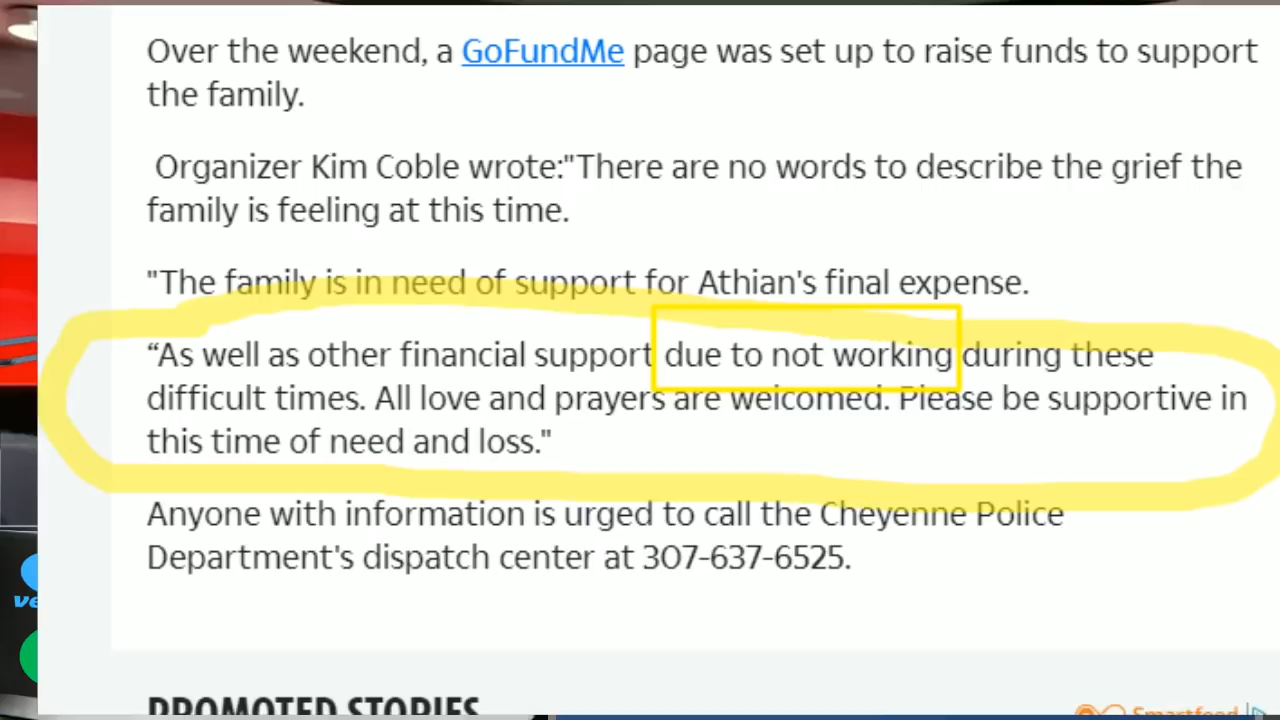 Over the weekend, a GoFundMe page was set up to raise funds to support
the family.
Organizer Kim Coble wrote:"There are no words to describe the grief the
family is feeling at this time.
"The family is in need of support for Athian's final expense.
“As well as other financial support due to not working during these
difficult times. All love and prayers are welcomed. Please be supportive in
this time of need and loss."
Anyone with information is urged to call the Cheyenne Police
Department's dispatch center at 307-637-6525.
PROMOTED STORIES
Smartfeed
ve